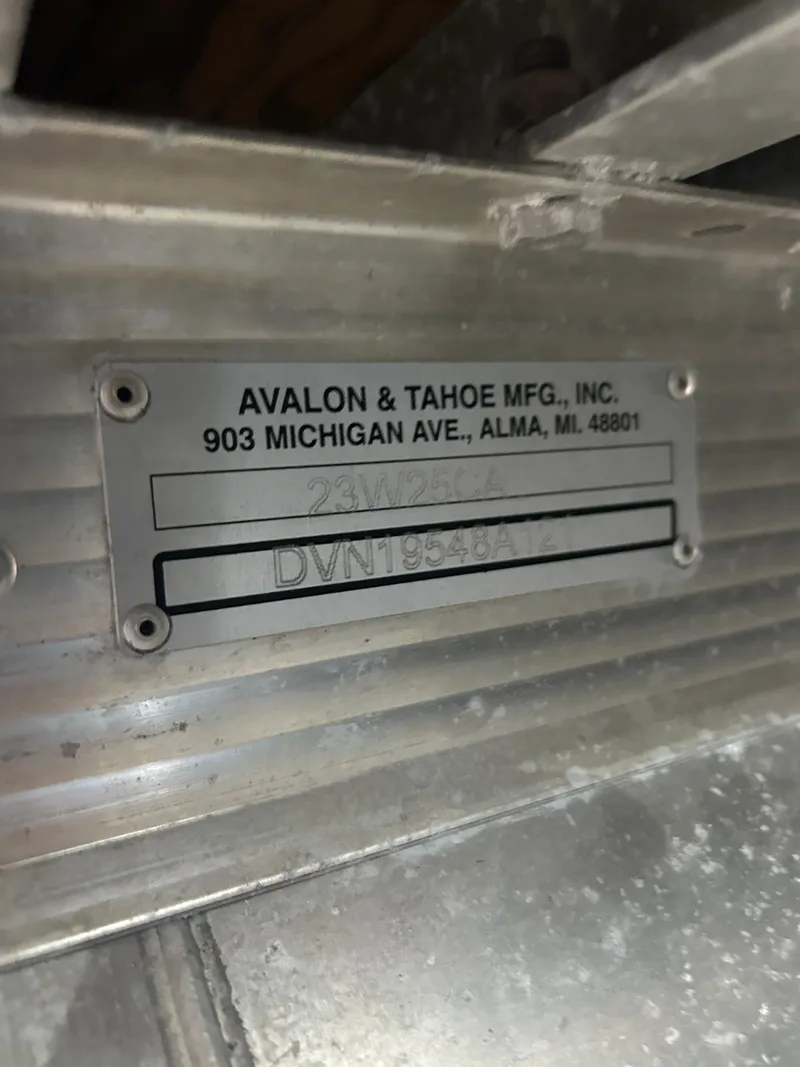 AVALON & TAHOE MFG., INC.
903 MICHIGAN AVE., ALMA, MI. 48801
23W25CA
DVN19548A121